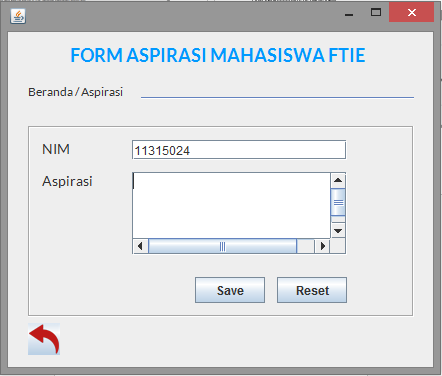 FORM ASPIRASI MAHASISWA FTIE
Beranda / Aspirasi
NIM 11315024
Aspirasi
Save Reset